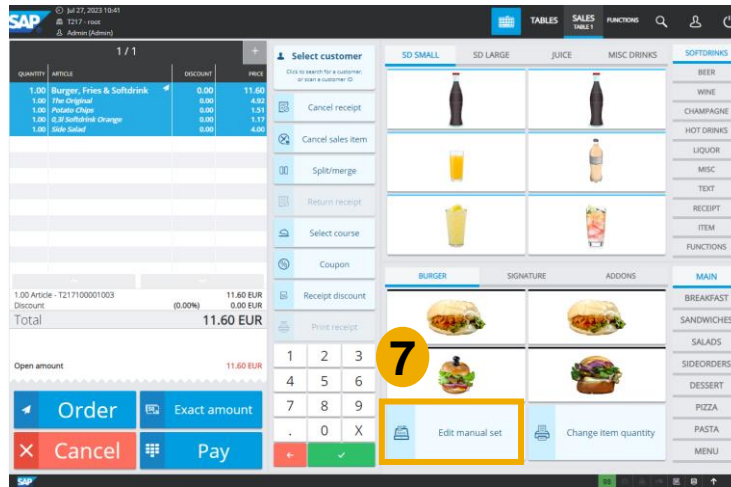 SAP
Jul 27, 2023 10:41
T217 - root
Admin (Admin)
TABLES
SALES
TABLE 1
FUNCTIONS
1 / 1
+
QUANTITY ARTICLE DISCOUNT PRICE
1.00 Burger, Fries & Softdrink 0.00 11.60
1.00 The Original 0.00 4.92
1.00 Potato Chips 0.00 1.51
1.00 0,3l Softdrink Orange 0.00 1.17
1.00 Side Salad 0.00 4.00
1.00 Article - T217100001003 11.60 EUR
Discount (0.00%) 0.00 EUR
Total 11.60 EUR
Open amount 11.60 EUR
Order
Exact amount
Cancel
Pay
Select customer
Click to search for a customer,
or scan a customer ID
Cancel receipt
Cancel sales item
Split/merge
Return receipt
Select course
Coupon
Receipt discount
Print receipt
1 2 3
4 5 6
7 8 9
. 0 X
SD SMALL SD LARGE JUICE MISC DRINKS
BURGER SIGNATURE ADDONS
7
Edit manual set
Change item quantity
SOFTDRINKS
BEER
WINE
CHAMPAGNE
HOT DRINKS
LIQUOR
MISC
TEXT
RECEIPT
ITEM
FUNCTIONS
MAIN
BREAKFAST
SANDWICHES
SALADS
SIDEORDERS
DESSERT
PIZZA
PASTA
MENU
SAP